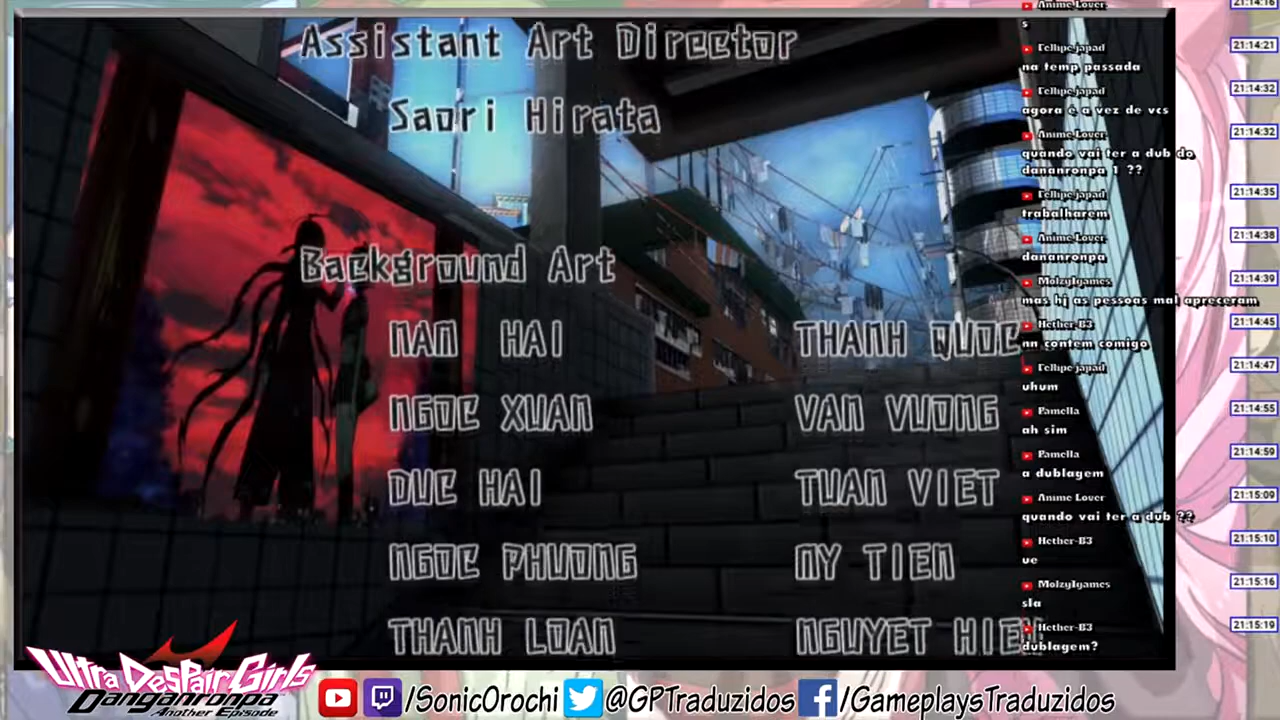 Assistant Art Director
Saori Hirata
Background Art
NAM HAI
THANH QUOC
NGOC XUAN
VAN VUONG
DUC HAI
TUAN VIET
NGOC PHUONG
MY TIEN
THANH LOAN
NGUYET HIEN
Anime Lover
21:14:16
s
Fellipe japad
21:14:21
na temp passada
Fellipe japad
21:14:32
agora e a vez de vcs
Anime Lover
21:14:32
quando vai ter a dub do
dananronpa 1 ??
Fellipe japad
21:14:35
trabalharem
Anime Lover
21:14:38
dananronpa
MolzyIgames
21:14:39
mas hj as pessoas mal apreceram
Hether-B3
21:14:45
nn contem comigo
Fellipe japad
21:14:47
uhum
Pamella
21:14:55
ah sim
Pamella
21:14:59
a dublagem
Anime Lover
21:15:09
quando vai ter a dub ??
Hether-B3
21:15:10
ue
MolzyIgames
21:15:16
sla
Hether-B3
21:15:19
dublagem?
Ultra Despair Girls
Danganronpa
Another Episode
/SonicOrochi @GPTraduzidos /GameplaysTraduzidos